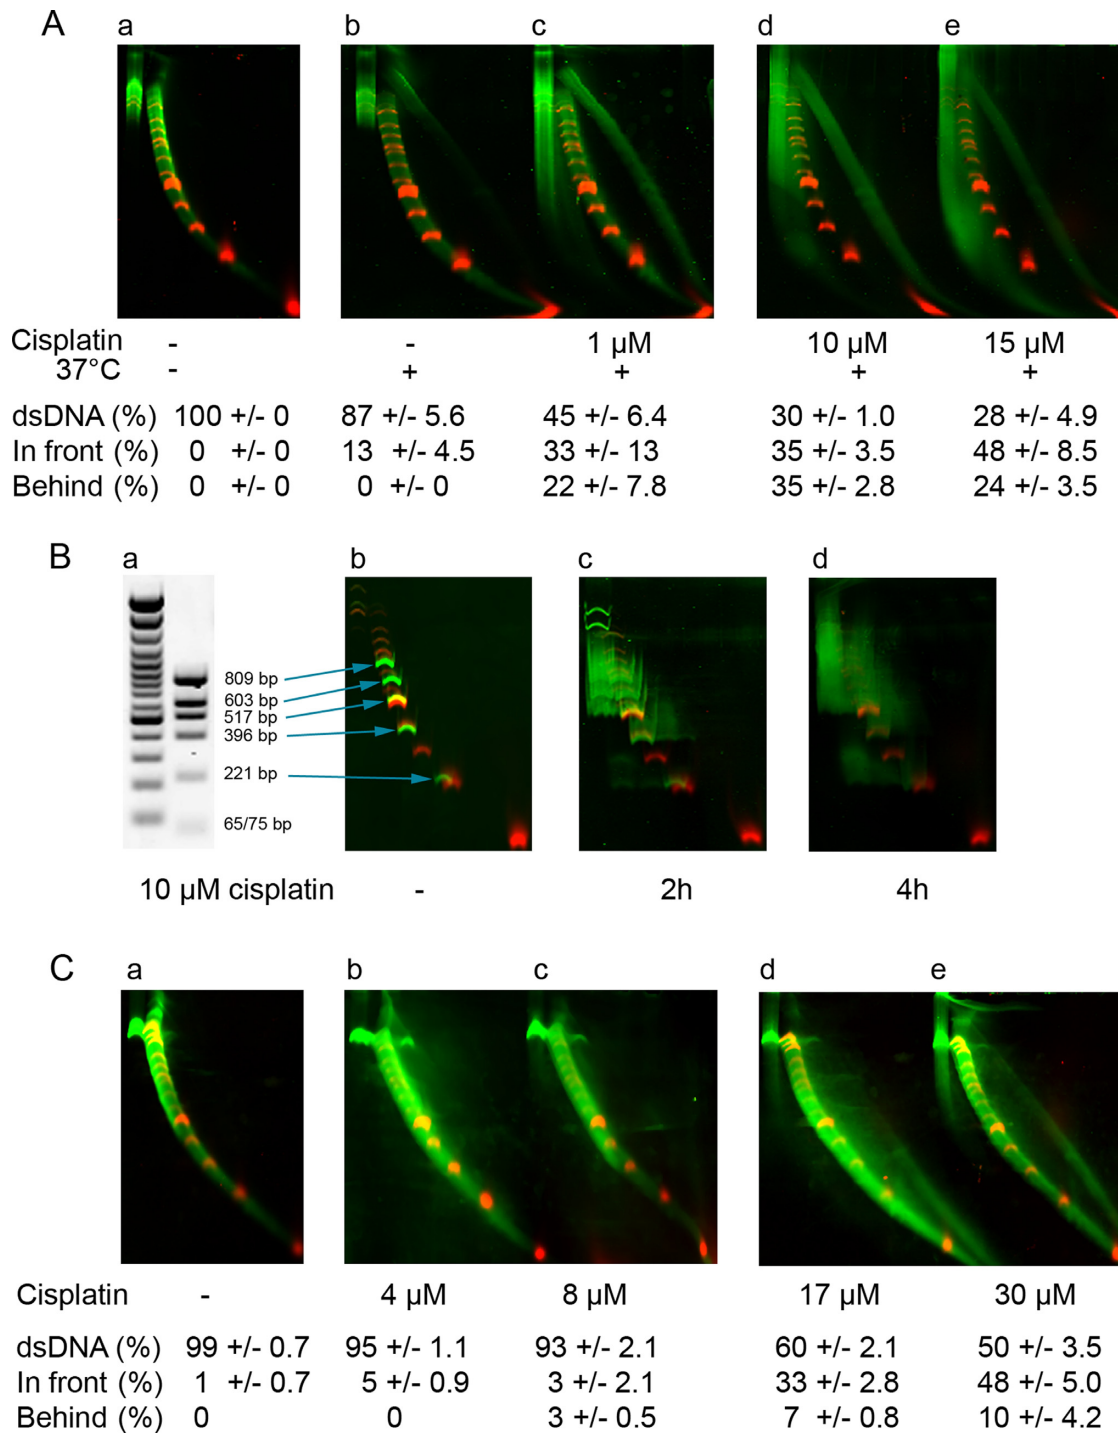 A
a b c d e
Cisplatin - - 1 µM 10 µM 15 µM
37°C - + + + +
dsDNA (%) 100 +/- 0 87 +/- 5.6 45 +/- 6.4 30 +/- 1.0 28 +/- 4.9
In front (%) 0 +/- 0 13 +/- 4.5 33 +/- 13 35 +/- 3.5 48 +/- 8.5
Behind (%) 0 +/- 0 0 +/- 0 22 +/- 7.8 35 +/- 2.8 24 +/- 3.5
B
a b c d
809 bp
603 bp
517 bp
396 bp
221 bp
65/75 bp
10 µM cisplatin - 2h 4h
C
a b c d e
Cisplatin - 4 µM 8 µM 17 µM 30 µM
dsDNA (%) 99 +/- 0.7 95 +/- 1.1 93 +/- 2.1 60 +/- 2.1 50 +/- 3.5
In front (%) 1 +/- 0.7 5 +/- 0.9 3 +/- 2.1 33 +/- 2.8 48 +/- 5.0
Behind (%) 0 0 3 +/- 0.5 7 +/- 0.8 10 +/- 4.2